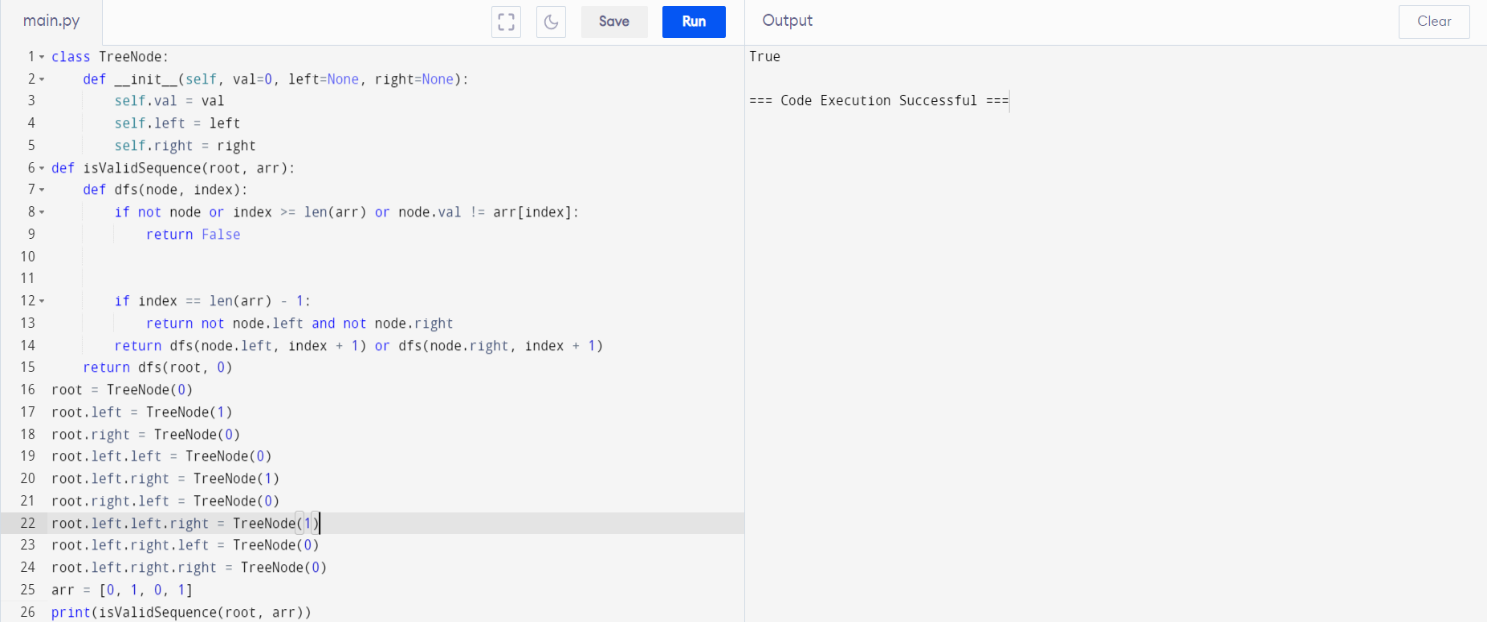 main.py
Save
Run
Output
Clear
1 class TreeNode:
2     def __init__(self, val=0, left=None, right=None):
3         self.val = val
4         self.left = left
5         self.right = right
6 def isValidSequence(root, arr):
7     def dfs(node, index):
8         if not node or index >= len(arr) or node.val != arr[index]:
9             return False
10
11
12         if index == len(arr) - 1:
13             return not node.left and not node.right
14         return dfs(node.left, index + 1) or dfs(node.right, index + 1)
15     return dfs(root, 0)
16 root = TreeNode(0)
17 root.left = TreeNode(1)
18 root.right = TreeNode(0)
19 root.left.left = TreeNode(0)
20 root.left.right = TreeNode(1)
21 root.right.left = TreeNode(0)
22 root.left.left.right = TreeNode(1)
23 root.left.right.left = TreeNode(0)
24 root.left.right.right = TreeNode(0)
25 arr = [0, 1, 0, 1]
26 print(isValidSequence(root, arr))
True
=== Code Execution Successful ===